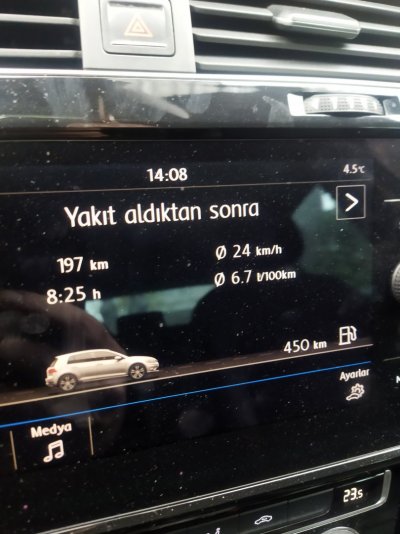 14:08
4.5°C
Yakıt aldıktan sonra
197 km
Ø 24 km/h
8:25 h
Ø 6.7 l/100km
450 km
Ayarlar
Medya
23.5